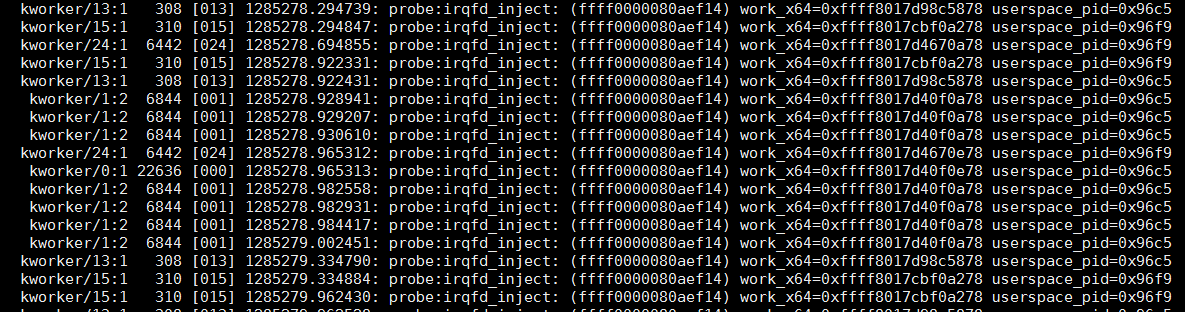 kworker/13:1 308 [013] 1285278.294739: probe:irqfd_inject: (ffff0000080aef14) work_x64=0xffff8017d98c5878 userspace_pid=0x96c5
kworker/15:1 310 [015] 1285278.294847: probe:irqfd_inject: (ffff0000080aef14) work_x64=0xffff8017cbf0a278 userspace_pid=0x96f9
kworker/24:1 6442 [024] 1285278.694855: probe:irqfd_inject: (ffff0000080aef14) work_x64=0xffff8017d4670a78 userspace_pid=0x96f9
kworker/15:1 310 [015] 1285278.922331: probe:irqfd_inject: (ffff0000080aef14) work_x64=0xffff8017cbf0a278 userspace_pid=0x96f9
kworker/13:1 308 [013] 1285278.922431: probe:irqfd_inject: (ffff0000080aef14) work_x64=0xffff8017d98c5878 userspace_pid=0x96c5
kworker/1:2 6844 [001] 1285278.928941: probe:irqfd_inject: (ffff0000080aef14) work_x64=0xffff8017d40f0a78 userspace_pid=0x96c5
kworker/1:2 6844 [001] 1285278.929207: probe:irqfd_inject: (ffff0000080aef14) work_x64=0xffff8017d40f0a78 userspace_pid=0x96c5
kworker/1:2 6844 [001] 1285278.930610: probe:irqfd_inject: (ffff0000080aef14) work_x64=0xffff8017d40f0a78 userspace_pid=0x96c5
kworker/24:1 6442 [024] 1285278.965312: probe:irqfd_inject: (ffff0000080aef14) work_x64=0xffff8017d4670e78 userspace_pid=0x96f9
kworker/0:1 22636 [000] 1285278.965313: probe:irqfd_inject: (ffff0000080aef14) work_x64=0xffff8017d40f0e78 userspace_pid=0x96c5
kworker/1:2 6844 [001] 1285278.982558: probe:irqfd_inject: (ffff0000080aef14) work_x64=0xffff8017d40f0a78 userspace_pid=0x96c5
kworker/1:2 6844 [001] 1285278.982931: probe:irqfd_inject: (ffff0000080aef14) work_x64=0xffff8017d40f0a78 userspace_pid=0x96c5
kworker/1:2 6844 [001] 1285278.984417: probe:irqfd_inject: (ffff0000080aef14) work_x64=0xffff8017d40f0a78 userspace_pid=0x96c5
kworker/1:2 6844 [001] 1285279.002451: probe:irqfd_inject: (ffff0000080aef14) work_x64=0xffff8017d40f0a78 userspace_pid=0x96c5
kworker/13:1 308 [013] 1285279.334790: probe:irqfd_inject: (ffff0000080aef14) work_x64=0xffff8017d98c5878 userspace_pid=0x96c5
kworker/15:1 310 [015] 1285279.334884: probe:irqfd_inject: (ffff0000080aef14) work_x64=0xffff8017cbf0a278 userspace_pid=0x96f9
kworker/15:1 310 [015] 1285279.962430: probe:irqfd_inject: (ffff0000080aef14) work_x64=0xffff8017cbf0a278 userspace_pid=0x96f9